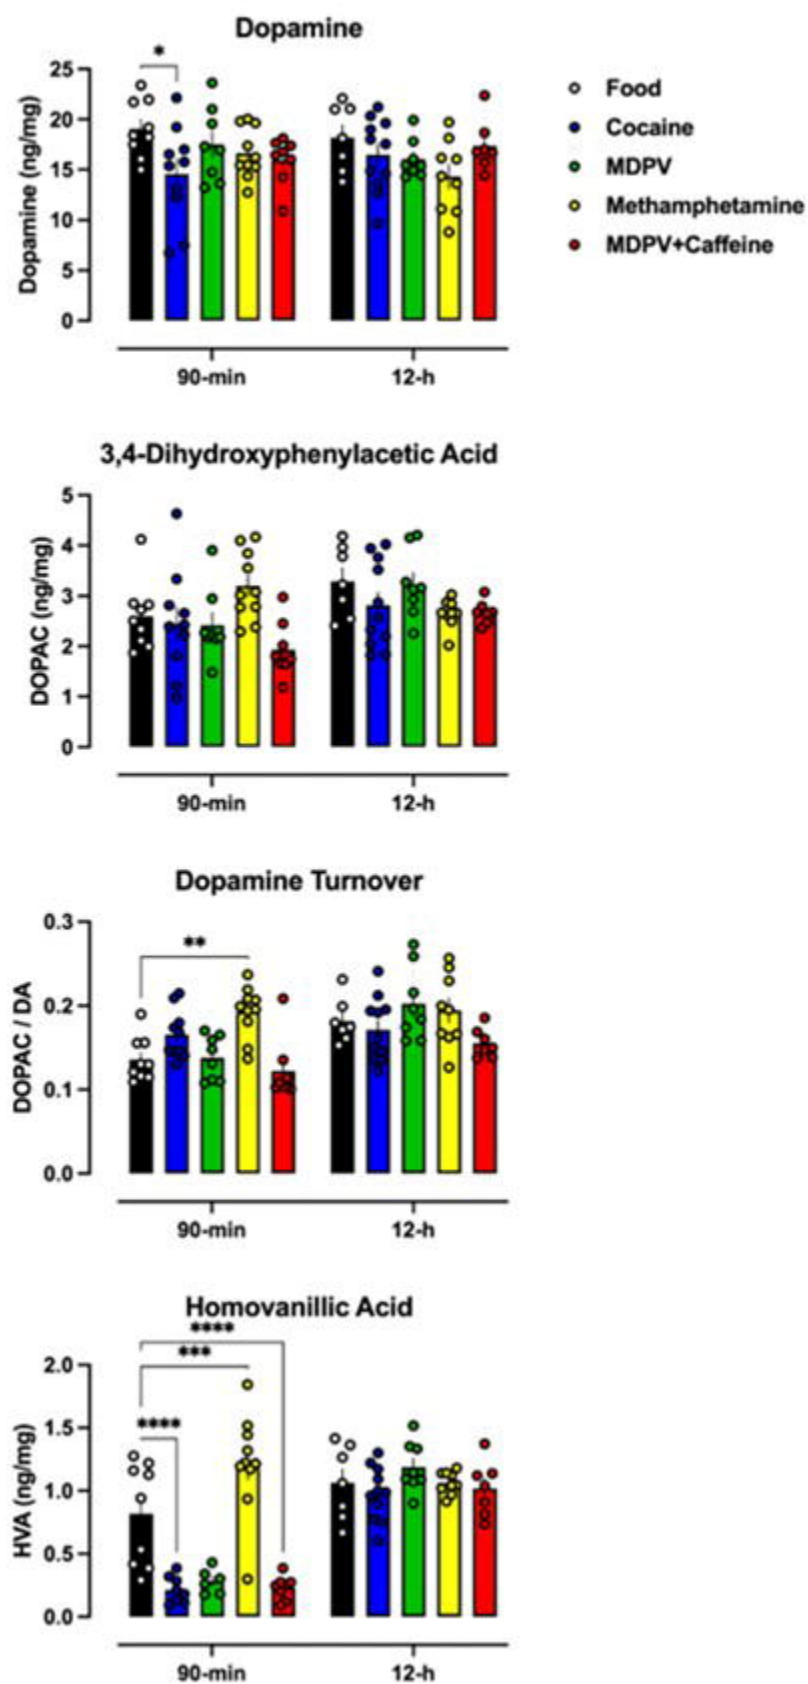 Dopamine
*
25
20
15
10
5
0
Dopamine (ng/mg)
90-min
12-h
Food
Cocaine
MDPV
Methamphetamine
MDPV+Caffeine
3,4-Dihydroxyphenylacetic Acid
5
4
3
2
1
0
DOPAC (ng/mg)
90-min
12-h
Dopamine Turnover
**
0.3
0.2
0.1
0.0
DOPAC / DA
90-min
12-h
Homovanillic Acid
****
***
****
2.0
1.5
1.0
0.5
0.0
HVA (ng/mg)
90-min
12-h